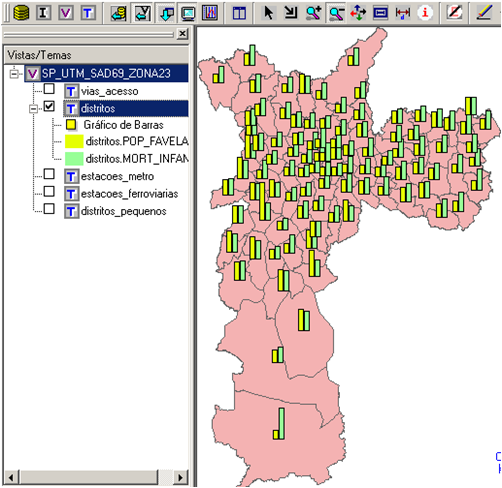 Vistas/Temas
V SP_UTM_SAD69_ZONA23
T vias_acesso
T distritos
Gráfico de Barras
distritos.POP_FAVELA
distritos.MORT_INFAN
T estacoes_metro
T estacoes_ferroviarias
T distritos_pequenos